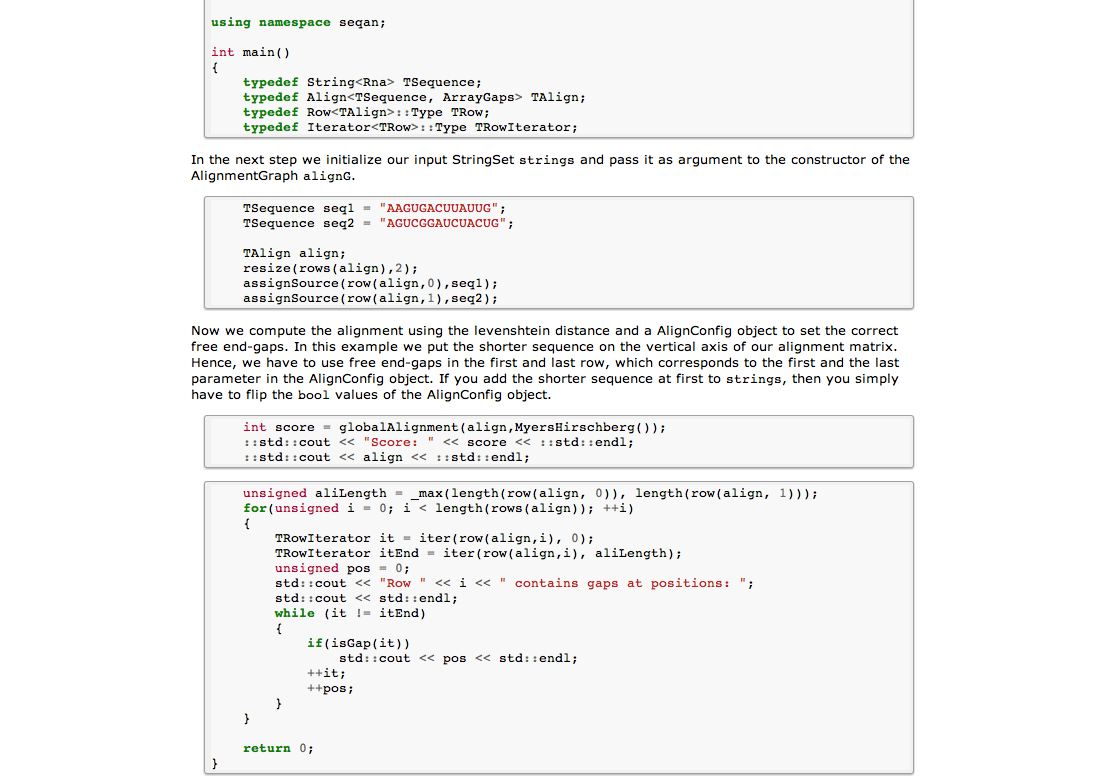 using namespace seqan;
int main()
{
    typedef String<Rna> TSequence;
    typedef Align<TSequence, ArrayGaps> TAlign;
    typedef Row<TAlign>::Type TRow;
    typedef Iterator<TRow>::Type TRowIterator;
In the next step we initialize our input StringSet strings and pass it as argument to the constructor of the
AlignmentGraph alignG.
    TSequence seq1 = "AAGUGACUUAUUG";
    TSequence seq2 = "AGUCGGAUCUACUG";
    TAlign align;
    resize(rows(align),2);
    assignSource(row(align,0),seq1);
    assignSource(row(align,1),seq2);
Now we compute the alignment using the levenshtein distance and a AlignConfig object to set the correct
free end-gaps. In this example we put the shorter sequence on the vertical axis of our alignment matrix.
Hence, we have to use free end-gaps in the first and last row, which corresponds to the first and the last
parameter in the AlignConfig object. If you add the shorter sequence at first to strings, then you simply
have to flip the bool values of the AlignConfig object.
    int score = globalAlignment(align,MyersHirschberg());
    ::std::cout << "Score: " << score << ::std::endl;
    ::std::cout << align << ::std::endl;
    unsigned aliLength = _max(length(row(align, 0)), length(row(align, 1)));
    for(unsigned i = 0; i < length(rows(align)); ++i)
    {
        TRowIterator it = iter(row(align,i), 0);
        TRowIterator itEnd = iter(row(align,i), aliLength);
        unsigned pos = 0;
        std::cout << "Row " << i << " contains gaps at positions: ";
        std::cout << std::endl;
        while (it != itEnd)
        {
            if(isGap(it))
                std::cout << pos << std::endl;
            ++it;
            ++pos;
        }
    }
    return 0;
}